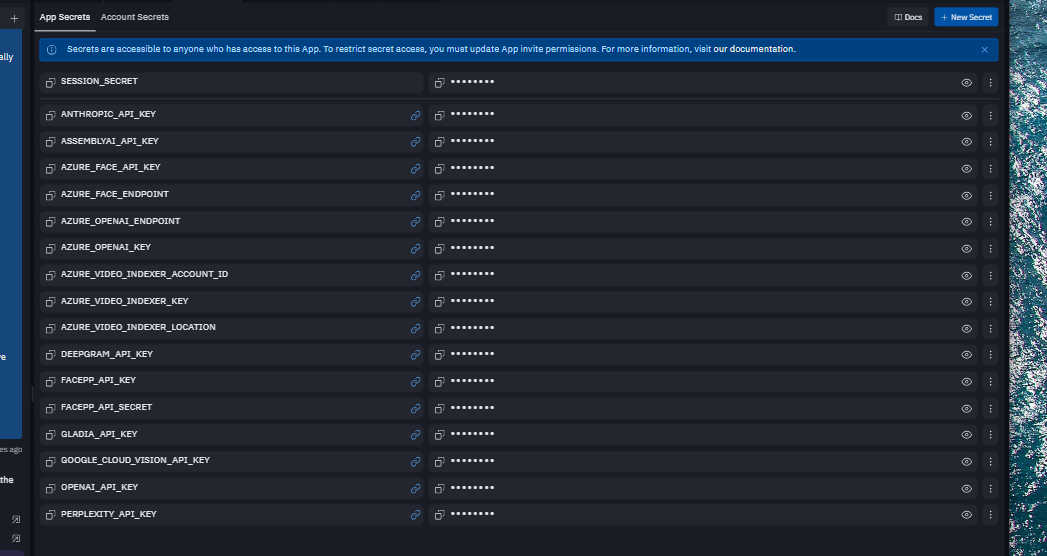 App Secrets Account Secrets Docs + New Secret
ally
Secrets are accessible to anyone who has access to this App. To restrict secret access, you must update App invite permissions. For more information, visit our documentation.
SESSION_SECRET ••••••••
ANTHROPIC_API_KEY ••••••••
ASSEMBLYAI_API_KEY ••••••••
AZURE_FACE_API_KEY ••••••••
AZURE_FACE_ENDPOINT ••••••••
AZURE_OPENAI_ENDPOINT ••••••••
AZURE_OPENAI_KEY ••••••••
AZURE_VIDEO_INDEXER_ACCOUNT_ID ••••••••
AZURE_VIDEO_INDEXER_KEY ••••••••
AZURE_VIDEO_INDEXER_LOCATION ••••••••
DEEPGRAM_API_KEY ••••••••
ve
FACEPP_API_KEY ••••••••
FACEPP_API_SECRET ••••••••
GLADIA_API_KEY ••••••••
es ago
GOOGLE_CLOUD_VISION_API_KEY ••••••••
the
OPENAI_API_KEY ••••••••
PERPLEXITY_API_KEY ••••••••